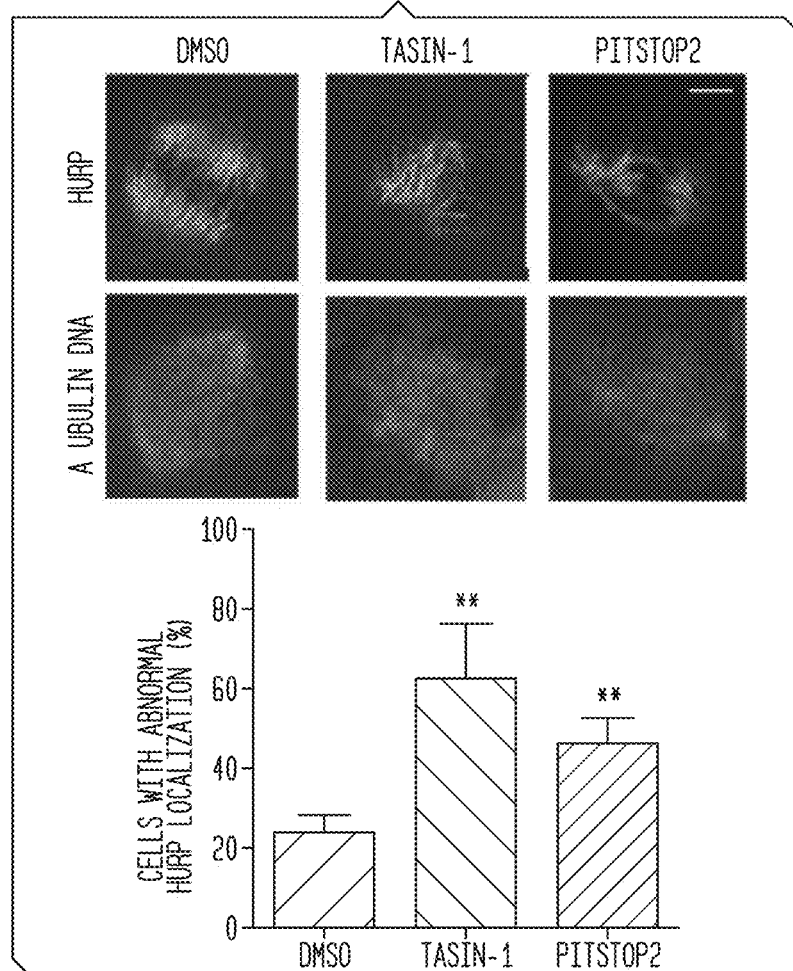 DMSO TASIN-1 PITSTOP2
HURP
A UBULIN DNA
100
80
60
40
20
0
CELLS WITH ABNORMAL
HURP LOCALIZATION (%)
**
**
DMSO TASIN-1 PITSTOP2